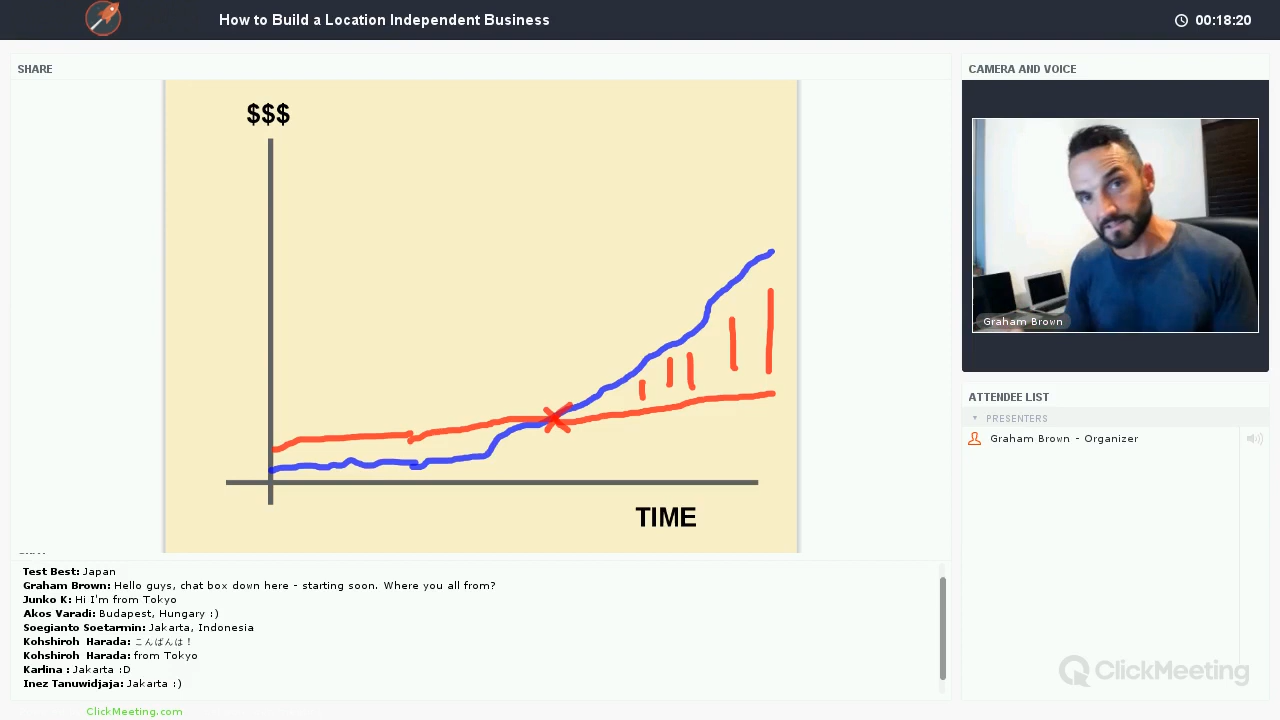 How to Build a Location Independent Business
00:18:20
SHARE
CAMERA AND VOICE
$$$
Graham Brown
TIME
ATTENDEE LIST
PRESENTERS
Graham Brown - Organizer
Test Best: Japan
Graham Brown: Hello guys, chat box down here - starting soon. Where you all from?
Junko K: Hi I'm from Tokyo
Akos Varadi: Budapest, Hungary :)
Soegianto Soetarmin: Jakarta, Indonesia
Kohshiroh Harada: こんばんは！
Kohshiroh Harada: from Tokyo
Karlina : Jakarta :D
Inez Tanuwidjaja: Jakarta :)
ClickMeeting
ClickMeeting.com